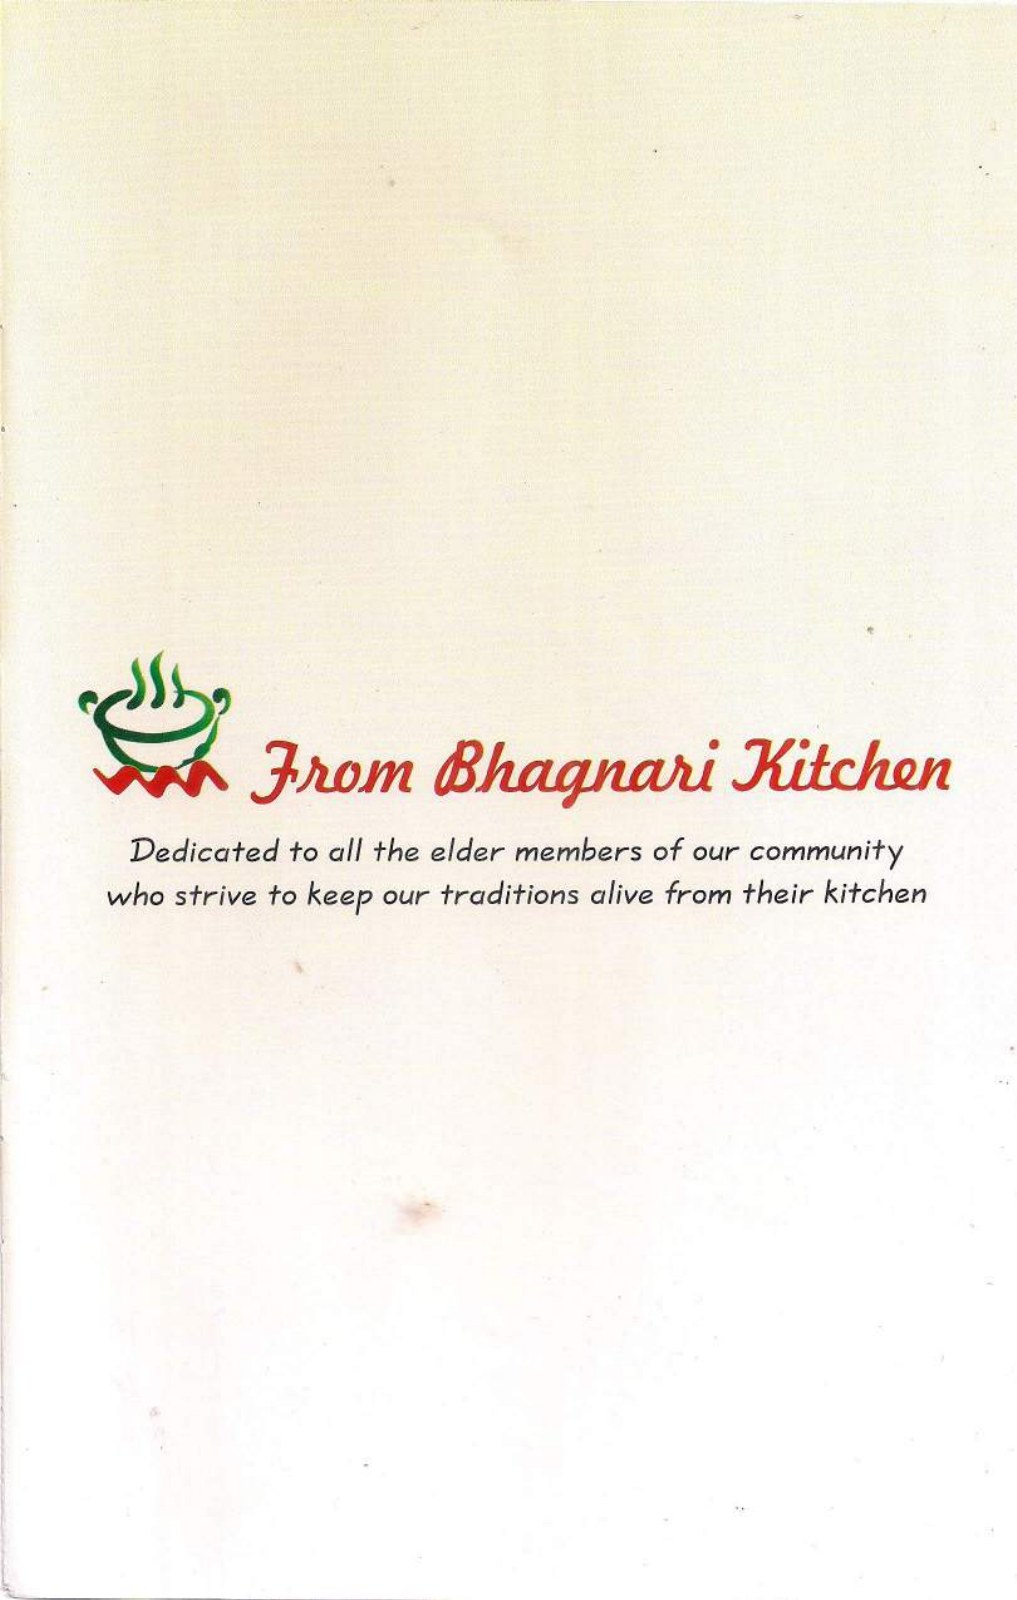 From Bhagnari Kitchen
Dedicated to all the elder members of our community
who strive to keep our traditions alive from their kitchen